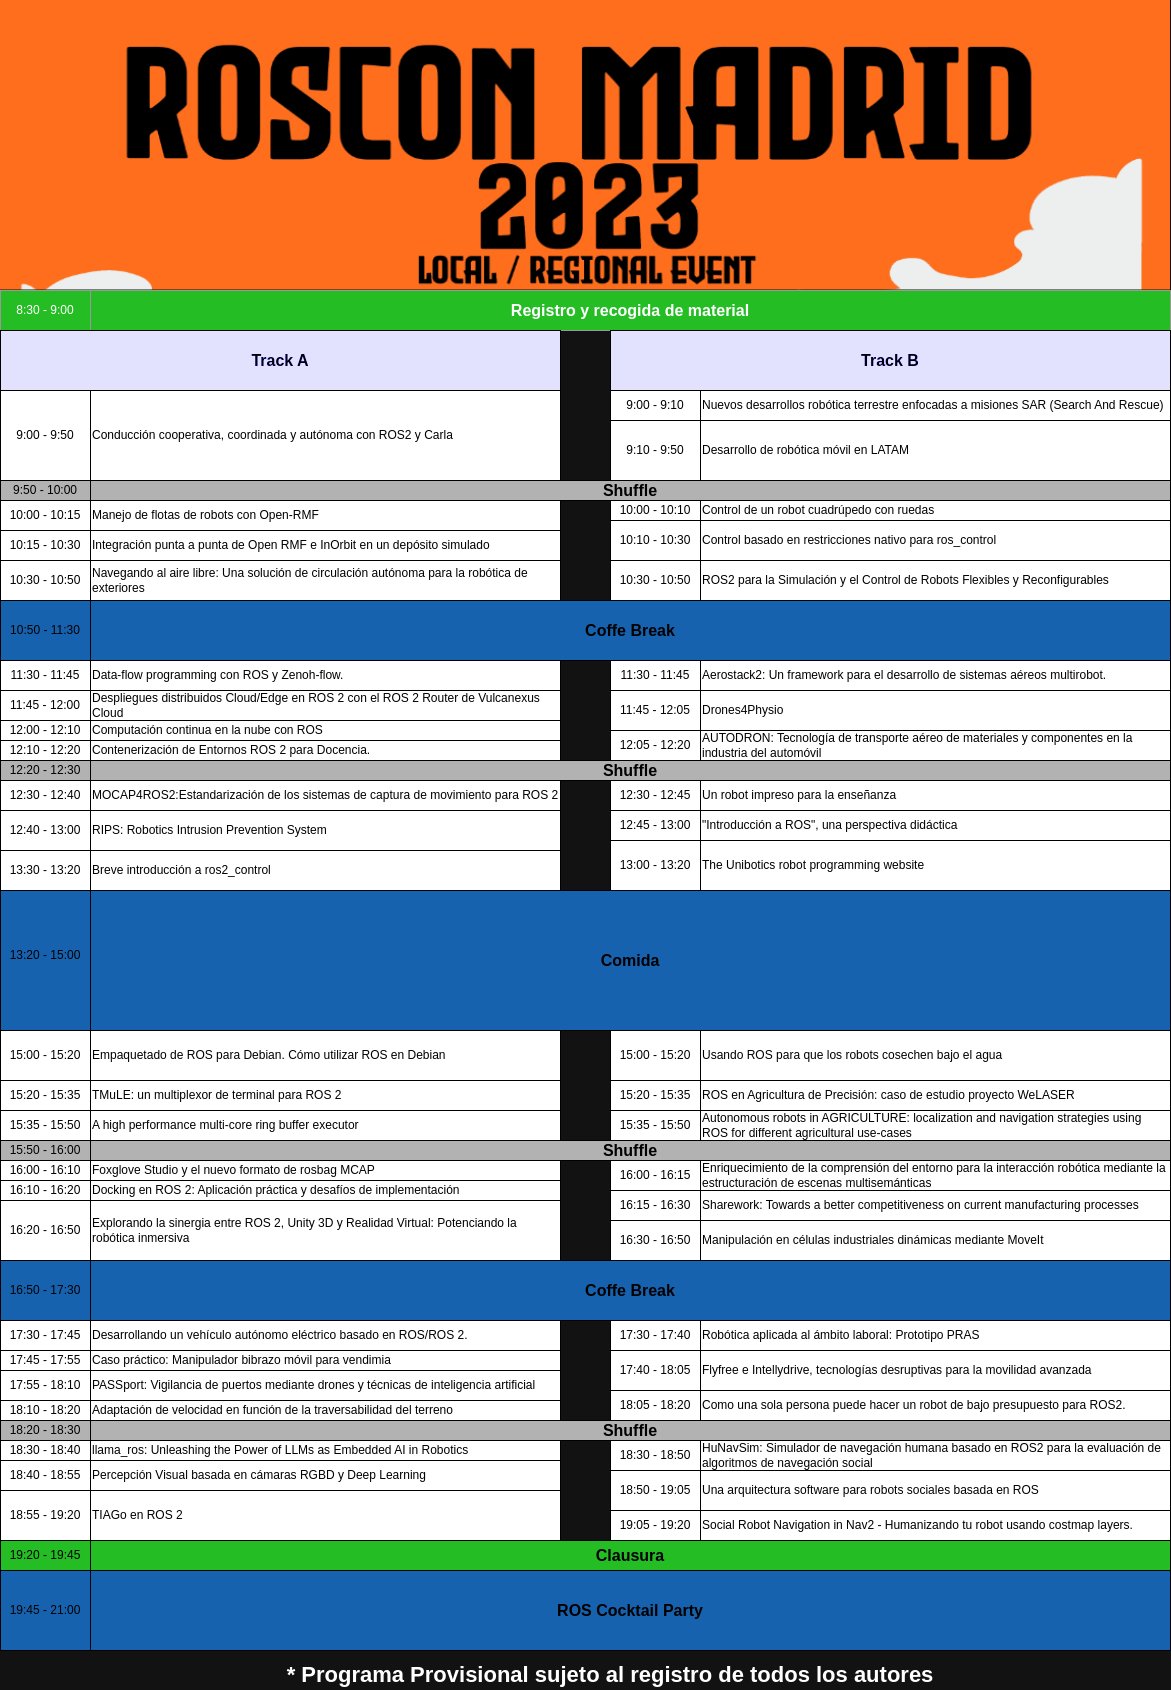 ROSCON MADRID
2023
LOCAL / REGIONAL EVENT
8:30 - 9:00 Registro y recogida de material
Track A Track B
9:00 - 9:50 Conducción cooperativa, coordinada y autónoma con ROS2 y Carla
9:00 - 9:10 Nuevos desarrollos robótica terrestre enfocadas a misiones SAR (Search And Rescue)
9:10 - 9:50 Desarrollo de robótica móvil en LATAM
9:50 - 10:00 Shuffle
10:00 - 10:15 Manejo de flotas de robots con Open-RMF
10:15 - 10:30 Integración punta a punta de Open RMF e InOrbit en un depósito simulado
10:30 - 10:50 Navegando al aire libre: Una solución de circulación autónoma para la robótica de
exteriores
10:00 - 10:10 Control de un robot cuadrúpedo con ruedas
10:10 - 10:30 Control basado en restricciones nativo para ros_control
10:30 - 10:50 ROS2 para la Simulación y el Control de Robots Flexibles y Reconfigurables
10:50 - 11:30 Coffe Break
11:30 - 11:45 Data-flow programming con ROS y Zenoh-flow.
11:45 - 12:00 Despliegues distribuidos Cloud/Edge en ROS 2 con el ROS 2 Router de Vulcanexus
Cloud
12:00 - 12:10 Computación continua en la nube con ROS
12:10 - 12:20 Contenerización de Entornos ROS 2 para Docencia.
11:30 - 11:45 Aerostack2: Un framework para el desarrollo de sistemas aéreos multirobot.
11:45 - 12:05 Drones4Physio
12:05 - 12:20 AUTODRON: Tecnología de transporte aéreo de materiales y componentes en la
industria del automóvil
12:20 - 12:30 Shuffle
12:30 - 12:40 MOCAP4ROS2:Estandarización de los sistemas de captura de movimiento para ROS 2
12:40 - 13:00 RIPS: Robotics Intrusion Prevention System
13:30 - 13:20 Breve introducción a ros2_control
12:30 - 12:45 Un robot impreso para la enseñanza
12:45 - 13:00 "Introducción a ROS", una perspectiva didáctica
13:00 - 13:20 The Unibotics robot programming website
13:20 - 15:00 Comida
15:00 - 15:20 Empaquetado de ROS para Debian. Cómo utilizar ROS en Debian
15:20 - 15:35 TMuLE: un multiplexor de terminal para ROS 2
15:35 - 15:50 A high performance multi-core ring buffer executor
15:00 - 15:20 Usando ROS para que los robots cosechen bajo el agua
15:20 - 15:35 ROS en Agricultura de Precisión: caso de estudio proyecto WeLASER
15:35 - 15:50 Autonomous robots in AGRICULTURE: localization and navigation strategies using
ROS for different agricultural use-cases
15:50 - 16:00 Shuffle
16:00 - 16:10 Foxglove Studio y el nuevo formato de rosbag MCAP
16:10 - 16:20 Docking en ROS 2: Aplicación práctica y desafíos de implementación
16:20 - 16:50 Explorando la sinergia entre ROS 2, Unity 3D y Realidad Virtual: Potenciando la
robótica inmersiva
16:00 - 16:15 Enriquecimiento de la comprensión del entorno para la interacción robótica mediante la
estructuración de escenas multisemánticas
16:15 - 16:30 Sharework: Towards a better competitiveness on current manufacturing processes
16:30 - 16:50 Manipulación en células industriales dinámicas mediante MoveIt
16:50 - 17:30 Coffe Break
17:30 - 17:45 Desarrollando un vehículo autónomo eléctrico basado en ROS/ROS 2.
17:45 - 17:55 Caso práctico: Manipulador bibrazo móvil para vendimia
17:55 - 18:10 PASSport: Vigilancia de puertos mediante drones y técnicas de inteligencia artificial
18:10 - 18:20 Adaptación de velocidad en función de la traversabilidad del terreno
17:30 - 17:40 Robótica aplicada al ámbito laboral: Prototipo PRAS
17:40 - 18:05 Flyfree e Intellydrive, tecnologías desruptivas para la movilidad avanzada
18:05 - 18:20 Como una sola persona puede hacer un robot de bajo presupuesto para ROS2.
18:20 - 18:30 Shuffle
18:30 - 18:40 llama_ros: Unleashing the Power of LLMs as Embedded AI in Robotics
18:40 - 18:55 Percepción Visual basada en cámaras RGBD y Deep Learning
18:55 - 19:20 TIAGo en ROS 2
18:30 - 18:50 HuNavSim: Simulador de navegación humana basado en ROS2 para la evaluación de
algoritmos de navegación social
18:50 - 19:05 Una arquitectura software para robots sociales basada en ROS
19:05 - 19:20 Social Robot Navigation in Nav2 - Humanizando tu robot usando costmap layers.
19:20 - 19:45 Clausura
19:45 - 21:00 ROS Cocktail Party
* Programa Provisional sujeto al registro de todos los autores